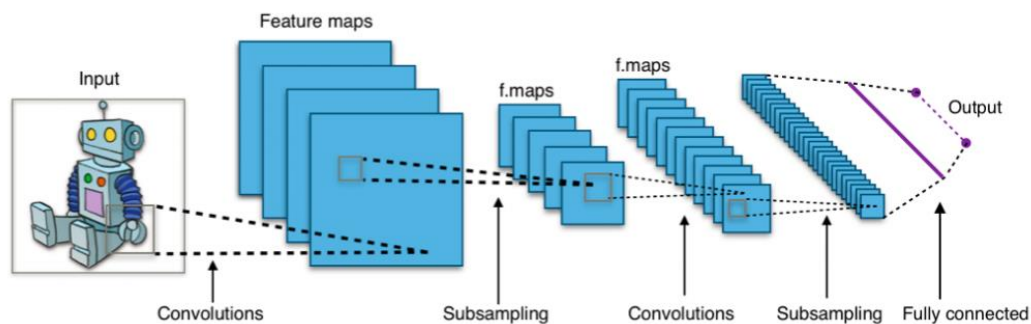 Feature maps
Input
f.maps
f.maps
Output
Convolutions
Subsampling
Convolutions
Subsampling
Fully connected